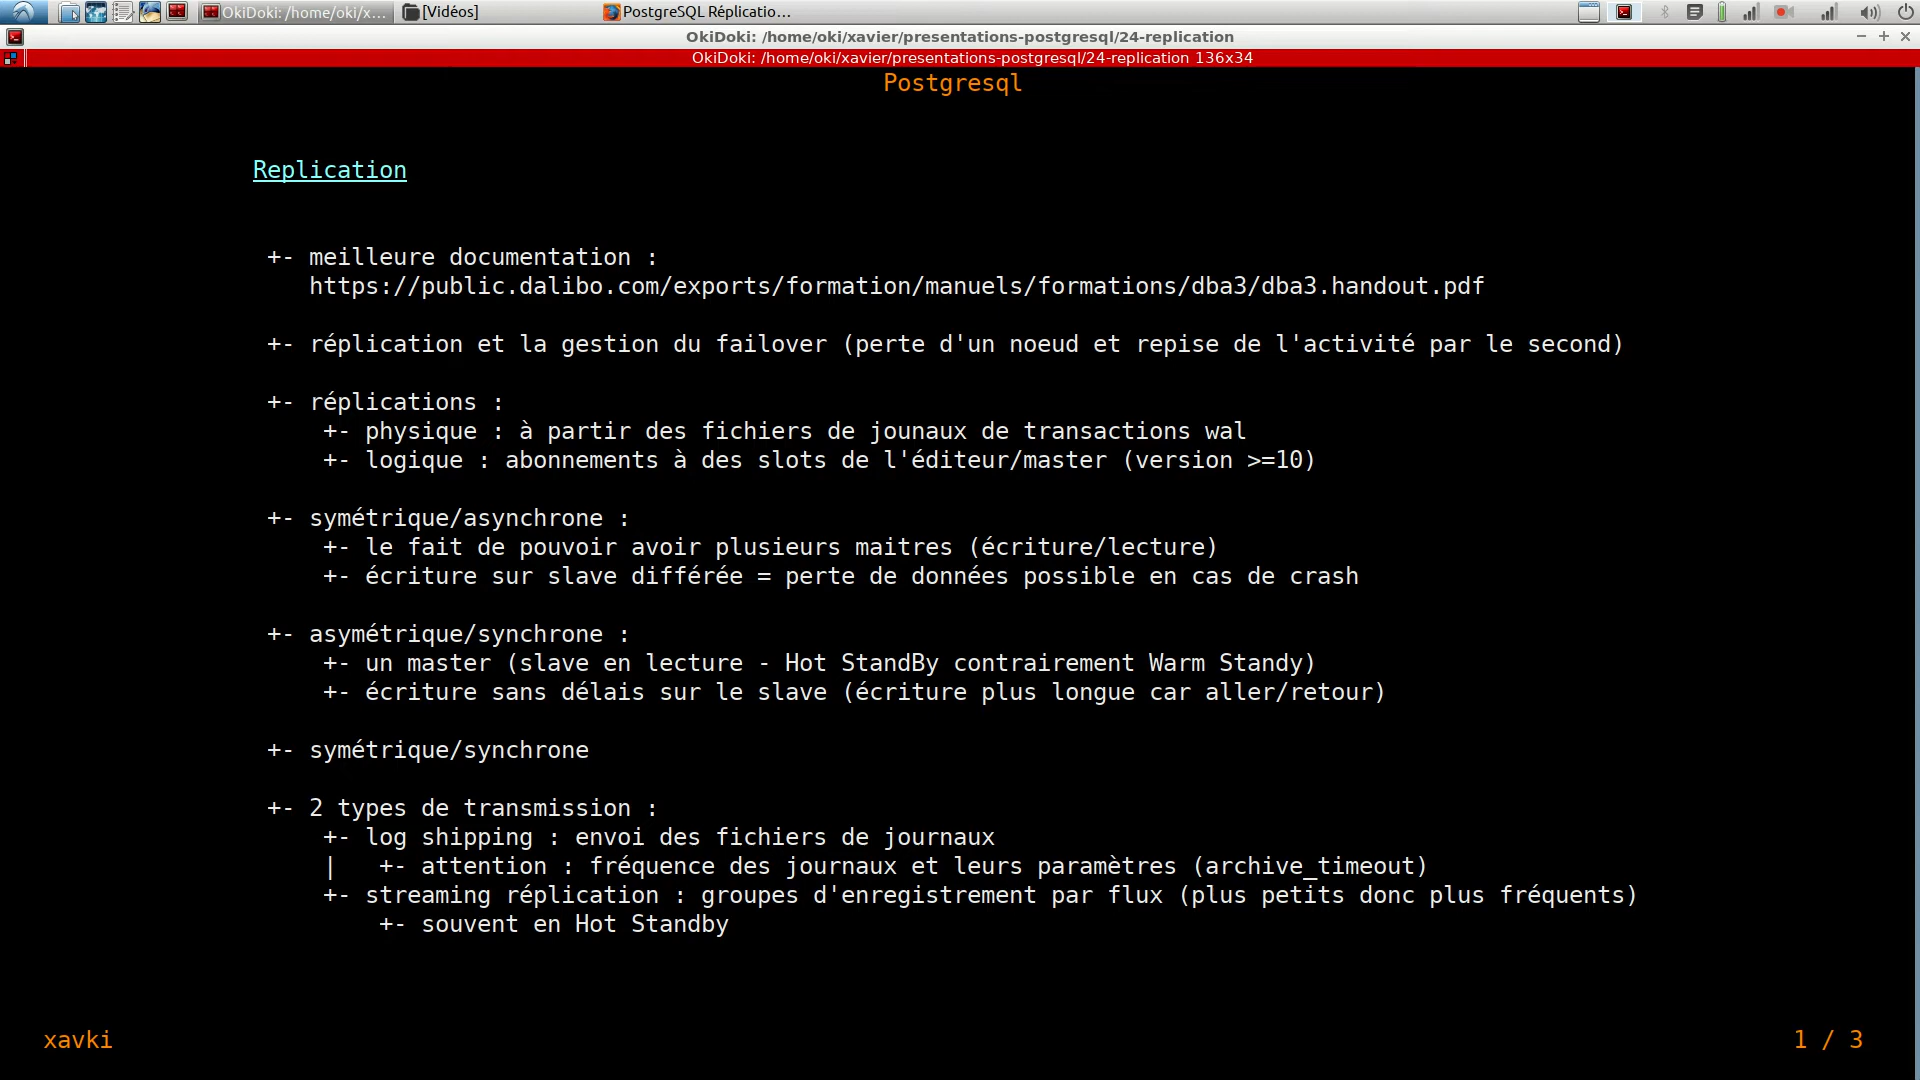 OkiDoki: /home/oki/x...
[Vidéos]
PostgreSQL Réplicatio...
OkiDoki: /home/oki/xavier/presentations-postgresql/24-replication
OkiDoki: /home/oki/xavier/presentations-postgresql/24-replication 136x34
Postgresql
Replication
+- meilleure documentation :
https://public.dalibo.com/exports/formation/manuels/formations/dba3/dba3.handout.pdf
+- réplication et la gestion du failover (perte d'un noeud et repise de l'activité par le second)
+- réplications :
+- physique : à partir des fichiers de jounaux de transactions wal
+- logique : abonnements à des slots de l'éditeur/master (version >=10)
+- symétrique/asynchrone :
+- le fait de pouvoir avoir plusieurs maitres (écriture/lecture)
+- écriture sur slave différée = perte de données possible en cas de crash
+- asymétrique/synchrone :
+- un master (slave en lecture - Hot StandBy contrairement Warm Standy)
+- écriture sans délais sur le slave (écriture plus longue car aller/retour)
+- symétrique/synchrone
+- 2 types de transmission :
+- log shipping : envoi des fichiers de journaux
|   +- attention : fréquence des journaux et leurs paramètres (archive_timeout)
+- streaming réplication : groupes d'enregistrement par flux (plus petits donc plus fréquents)
+- souvent en Hot Standby
xavki
1 / 3